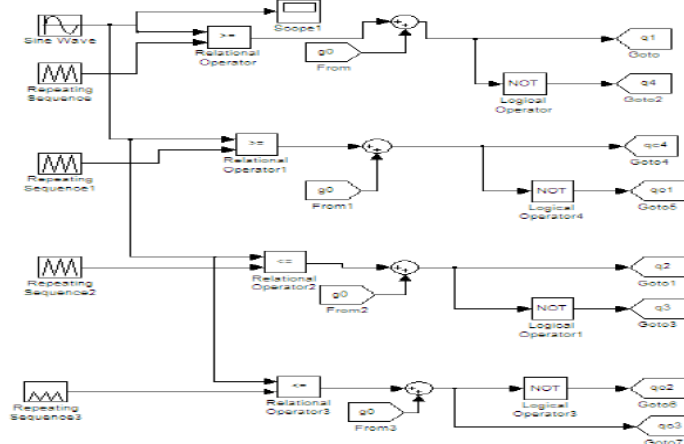 Sine Wave
Scope1
>=
Relational
Operator
g0
From
q1
Goto
Repeating
Sequence
NOT
Logical
Operator
q4
Goto2
Repeating
Sequence1
>=
Relational
Operator1
g0
From1
qo4
Goto4
NOT
Logical
Operator4
qo1
Goto5
Repeating
Sequence2
<=
Relational
Operator2
g0
From2
q2
Goto1
NOT
Logical
Operator1
q3
Goto3
Repeating
Sequence3
<=
Relational
Operator3
g0
From3
NOT
Logical
Operator3
qo2
Goto6
qo3
Goto7